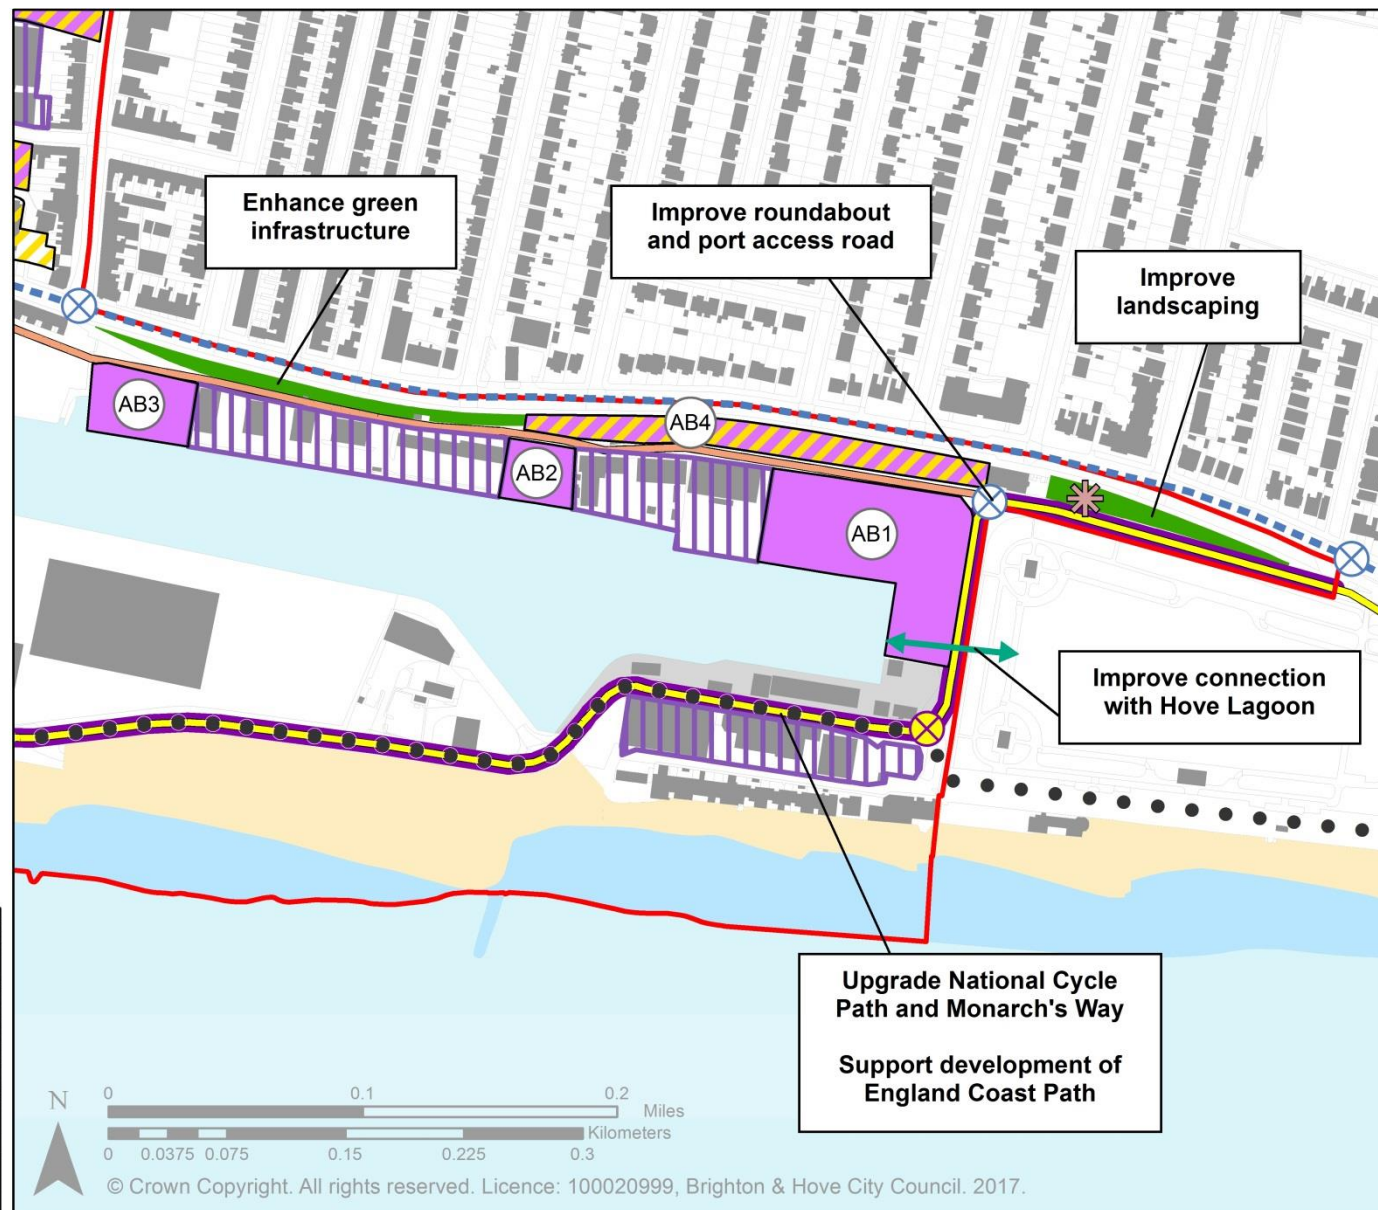 Enhance green
infrastructure
Improve roundabout
and port access road
Improve
landscaping
AB3
AB4
AB2
AB1
Improve connection
with Hove Lagoon
Upgrade National Cycle
Path and Monarch's Way
Support development of
England Coast Path
N
0 0.1 0.2
Miles
Kilometers
0 0.0375 0.075 0.15 0.225 0.3
© Crown Copyright. All rights reserved. Licence: 100020999, Brighton & Hove City Council. 2017.